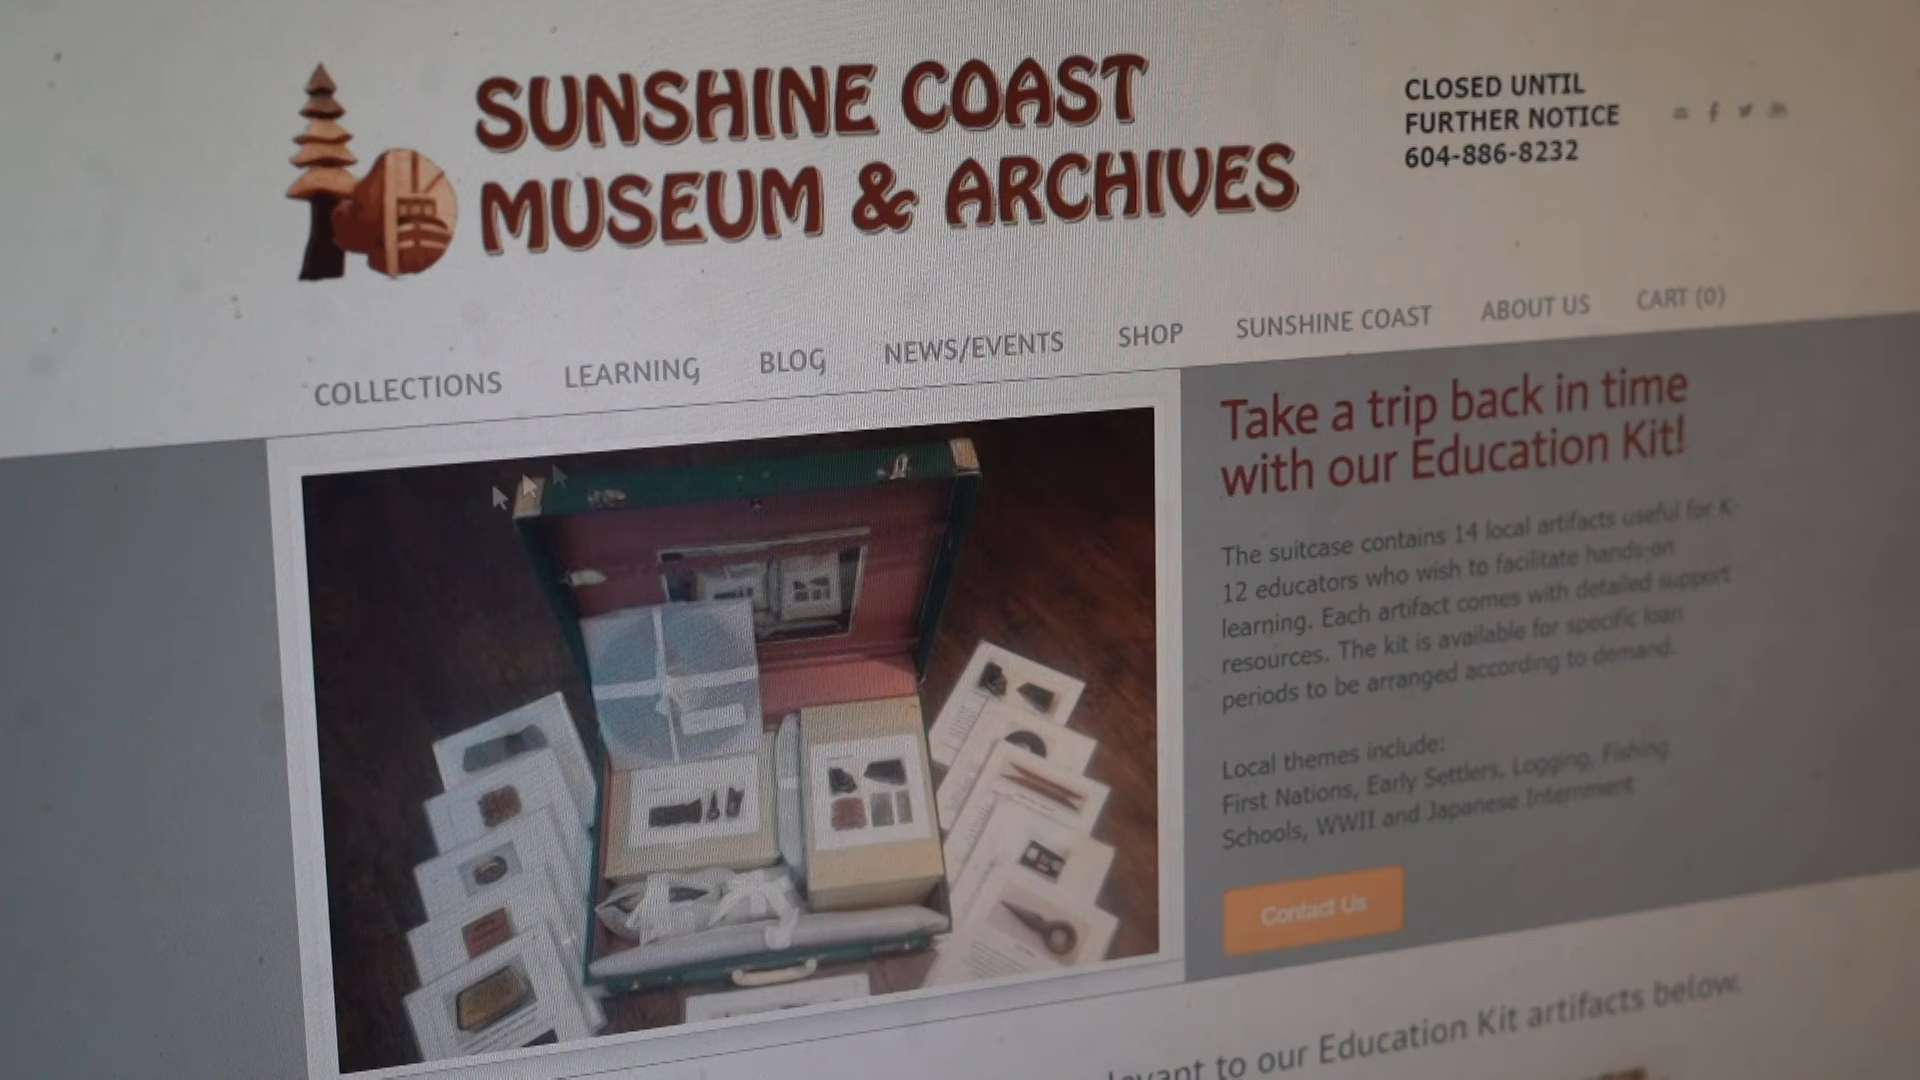 SUNSHINE COAST
MUSEUM & ARCHIVES
CLOSED UNTIL
FURTHER NOTICE
604-886-8232
COLLECTIONS LEARNING BLOG NEWS/EVENTS SHOP SUNSHINE COAST ABOUT US CART (0)
Take a trip back in time
with our Education Kit!
The suitcase contains 14 local artifacts useful for K-
12 educators who wish to facilitate hands-on
learning. Each artifact comes with detailed support
resources. The kit is available for specific loan
periods to be arranged according to demand.
Local themes include:
First Nations, Early Settlers, Logging, Fishing
Schools, WWII and Japanese Internment
Contact Us
to our Education Kit artifacts below.